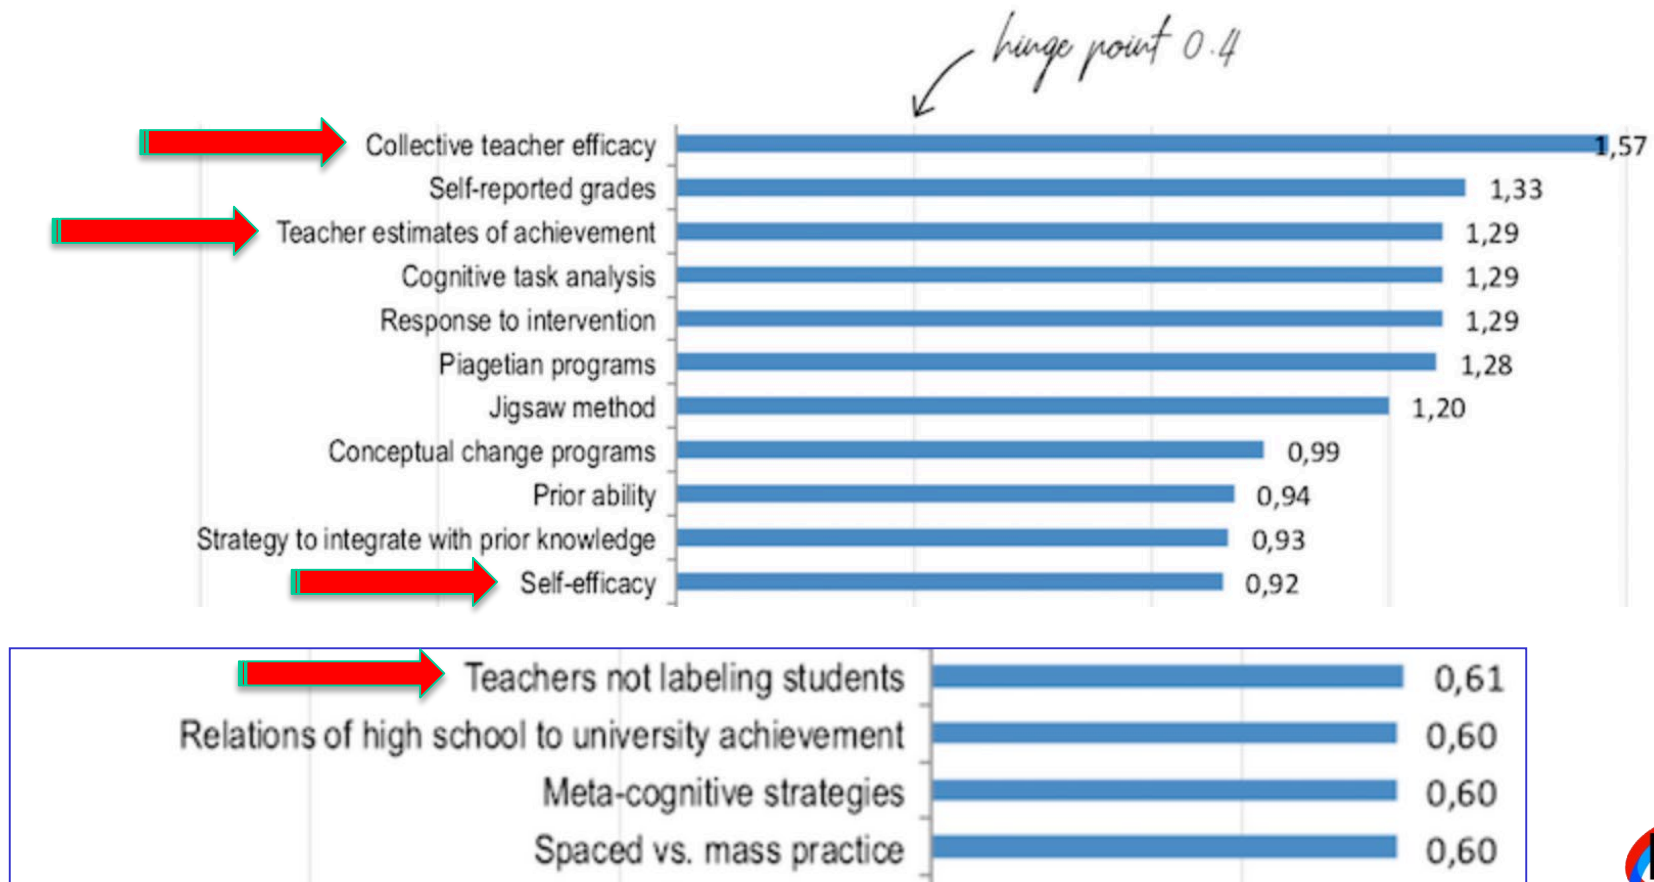 hinge point 0.4
Collective teacher efficacy 1,57
Self-reported grades 1,33
Teacher estimates of achievement 1,29
Cognitive task analysis 1,29
Response to intervention 1,29
Piagetian programs 1,28
Jigsaw method 1,20
Conceptual change programs 0,99
Prior ability 0,94
Strategy to integrate with prior knowledge 0,93
Self-efficacy 0,92
Teachers not labeling students 0,61
Relations of high school to university achievement 0,60
Meta-cognitive strategies 0,60
Spaced vs. mass practice 0,60